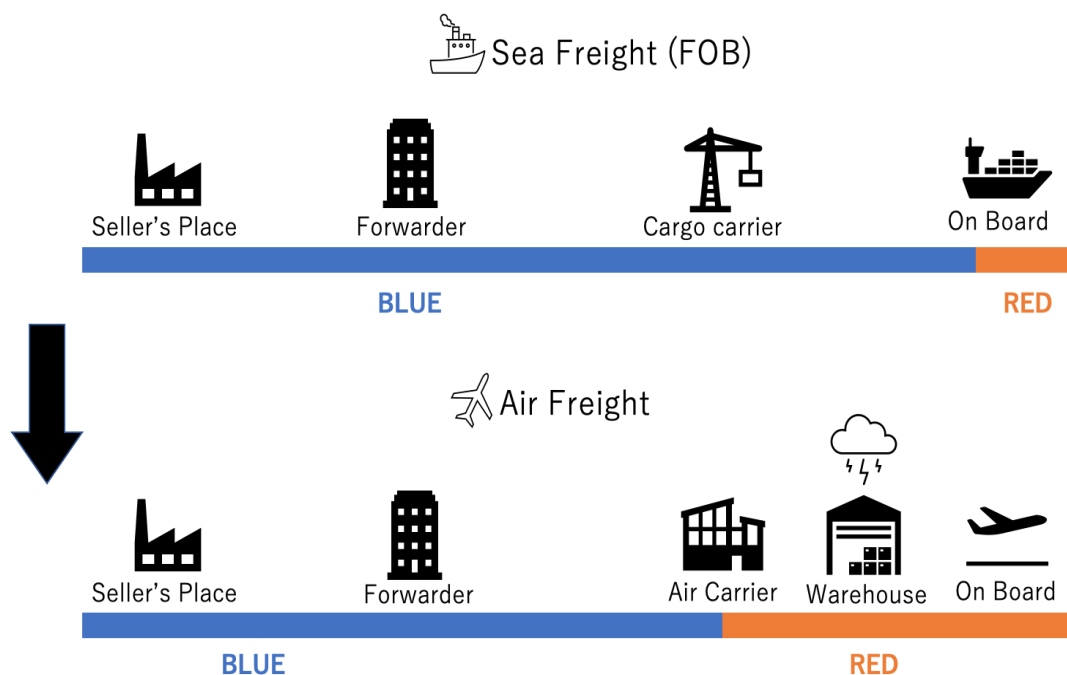 Sea Freight (FOB)
Seller's Place Forwarder Cargo carrier On Board
BLUE RED
Air Freight
Seller's Place Forwarder Air Carrier Warehouse On Board
BLUE RED